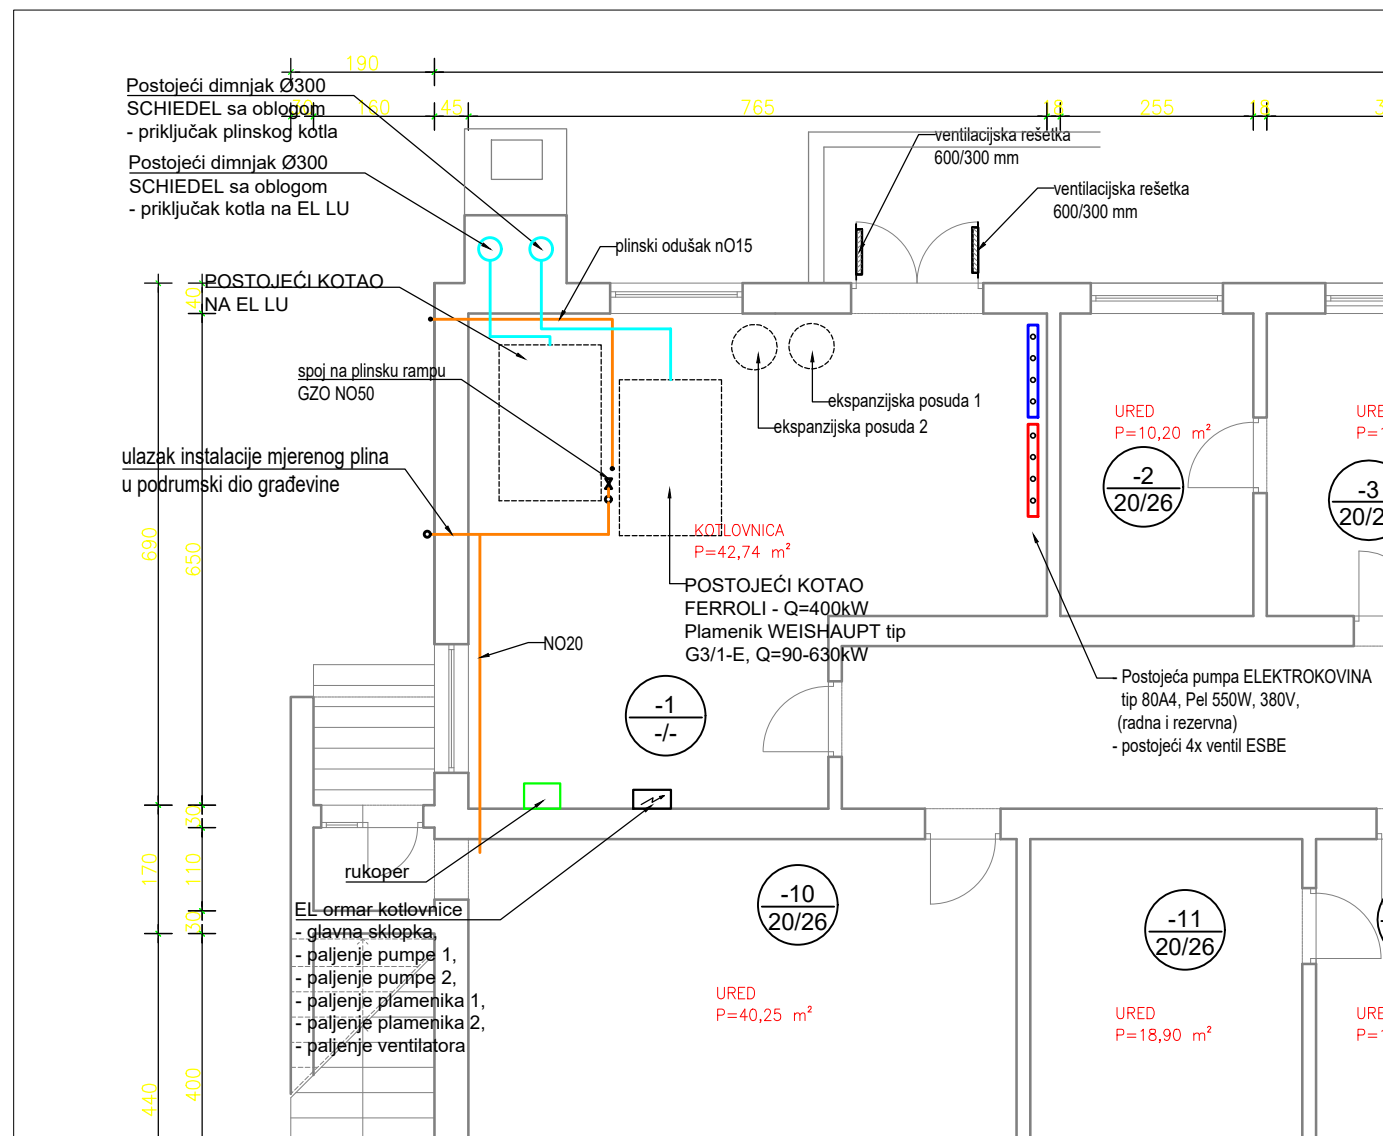 190
70
160
45
765
18
255
18
Postojeći dimnjak Ø300
SCHIEDEL sa oblogom
- priključak plinskog kotla
Postojeći dimnjak Ø300
SCHIEDEL sa oblogom
- priključak kotla na EL LU
ventilacijska rešetka
600/300 mm
ventilacijska rešetka
600/300 mm
plinski odušak nO15
POSTOJEĆI KOTAO
NA EL LU
40
spoj na plinsku rampu
GZO NO50
ekspanzijska posuda 1
ekspanzijska posuda 2
URED
P=10,20 m²
-2
20/26
-3
ulazak instalacije mjerenog plina
u podrumski dio građevine
690
650
KOTLOVNICA
P=42,74 m²
POSTOJEĆI KOTAO
FERROLI - Q=400kW
Plamenik WEISHAUPT tip
G3/1-E, Q=90-630kW
NO20
-1
-/-
- Postojeća pumpa ELEKTROKOVINA
tip 80A4, Pel 550W, 380V,
(radna i rezervna)
- postojeći 4x ventil ESBE
30
170
110
30
rukoper
EL ormar kotlovnice
- glavna sklopka,
- paljenje pumpe 1,
- paljenje pumpe 2,
- paljenje plamenika 1,
- paljenje plamenika 2,
- paljenje ventilatora
-10
20/26
-11
20/26
URED
P=40,25 m²
URED
P=18,90 m²
440
400